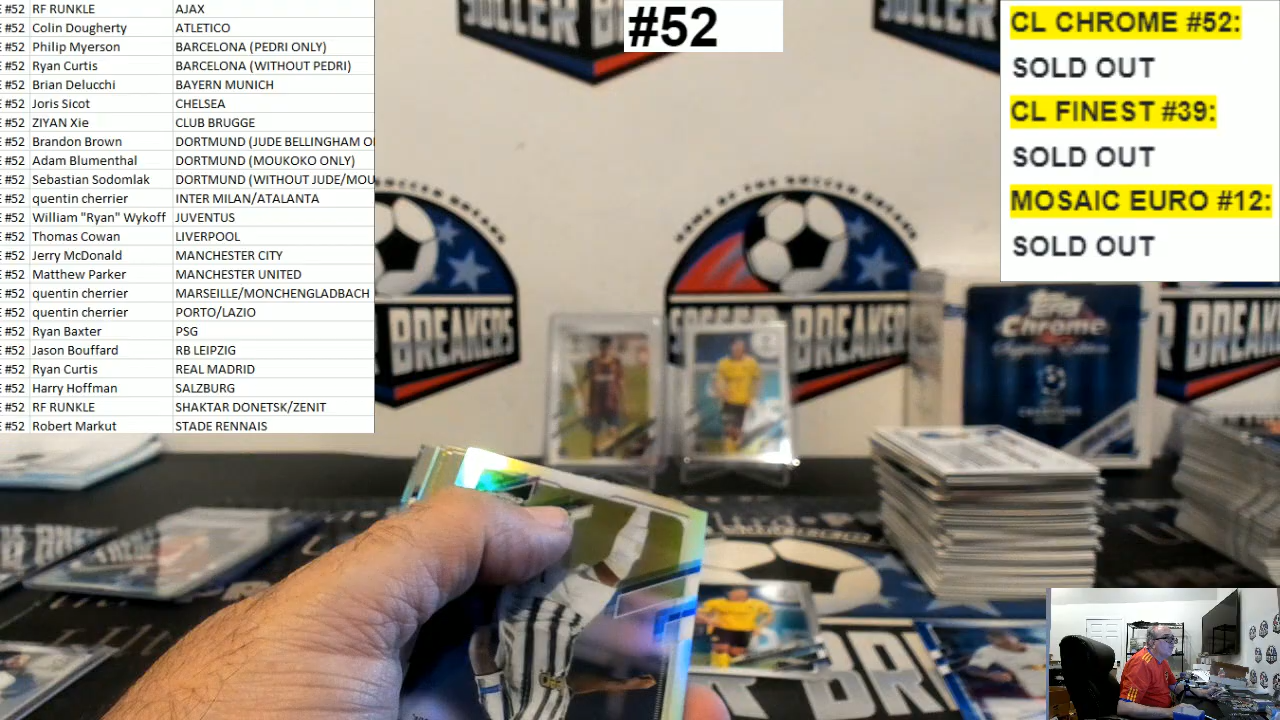 E #52 RF RUNKLE AJAX
E #52 Colin Dougherty ATLETICO
E #52 Philip Myerson BARCELONA (PEDRI ONLY)
E #52 Ryan Curtis BARCELONA (WITHOUT PEDRI)
E #52 Brian Delucchi BAYERN MUNICH
E #52 Joris Sicot CHELSEA
E #52 ZIYAN Xie CLUB BRUGGE
E #52 Brandon Brown DORTMUND (JUDE BELLINGHAM O
E #52 Adam Blumenthal DORTMUND (MOUKOKO ONLY)
E #52 Sebastian Sodomlak DORTMUND (WITHOUT JUDE/MOU
E #52 quentin cherrier INTER MILAN/ATALANTA
E #52 William "Ryan" Wykoff JUVENTUS
E #52 Thomas Cowan LIVERPOOL
E #52 Jerry McDonald MANCHESTER CITY
E #52 Matthew Parker MANCHESTER UNITED
E #52 quentin cherrier MARSEILLE/MONCHENGLADBACH
E #52 quentin cherrier PORTO/LAZIO
E #52 Ryan Baxter PSG
E #52 Jason Bouffard RB LEIPZIG
E #52 Ryan Curtis REAL MADRID
E #52 Harry Hoffman SALZBURG
E #52 RF RUNKLE SHAKTAR DONETSK/ZENIT
E #52 Robert Markut STADE RENNAIS
#52
CL CHROME #52:
SOLD OUT
CL FINEST #39:
SOLD OUT
MOSAIC EURO #12:
SOLD OUT
SOCCER
BREAKERS
SOCCER BREAKERS
BREAKERS
Topps
Chrome
Sapphire Edition
CHAMPIONS